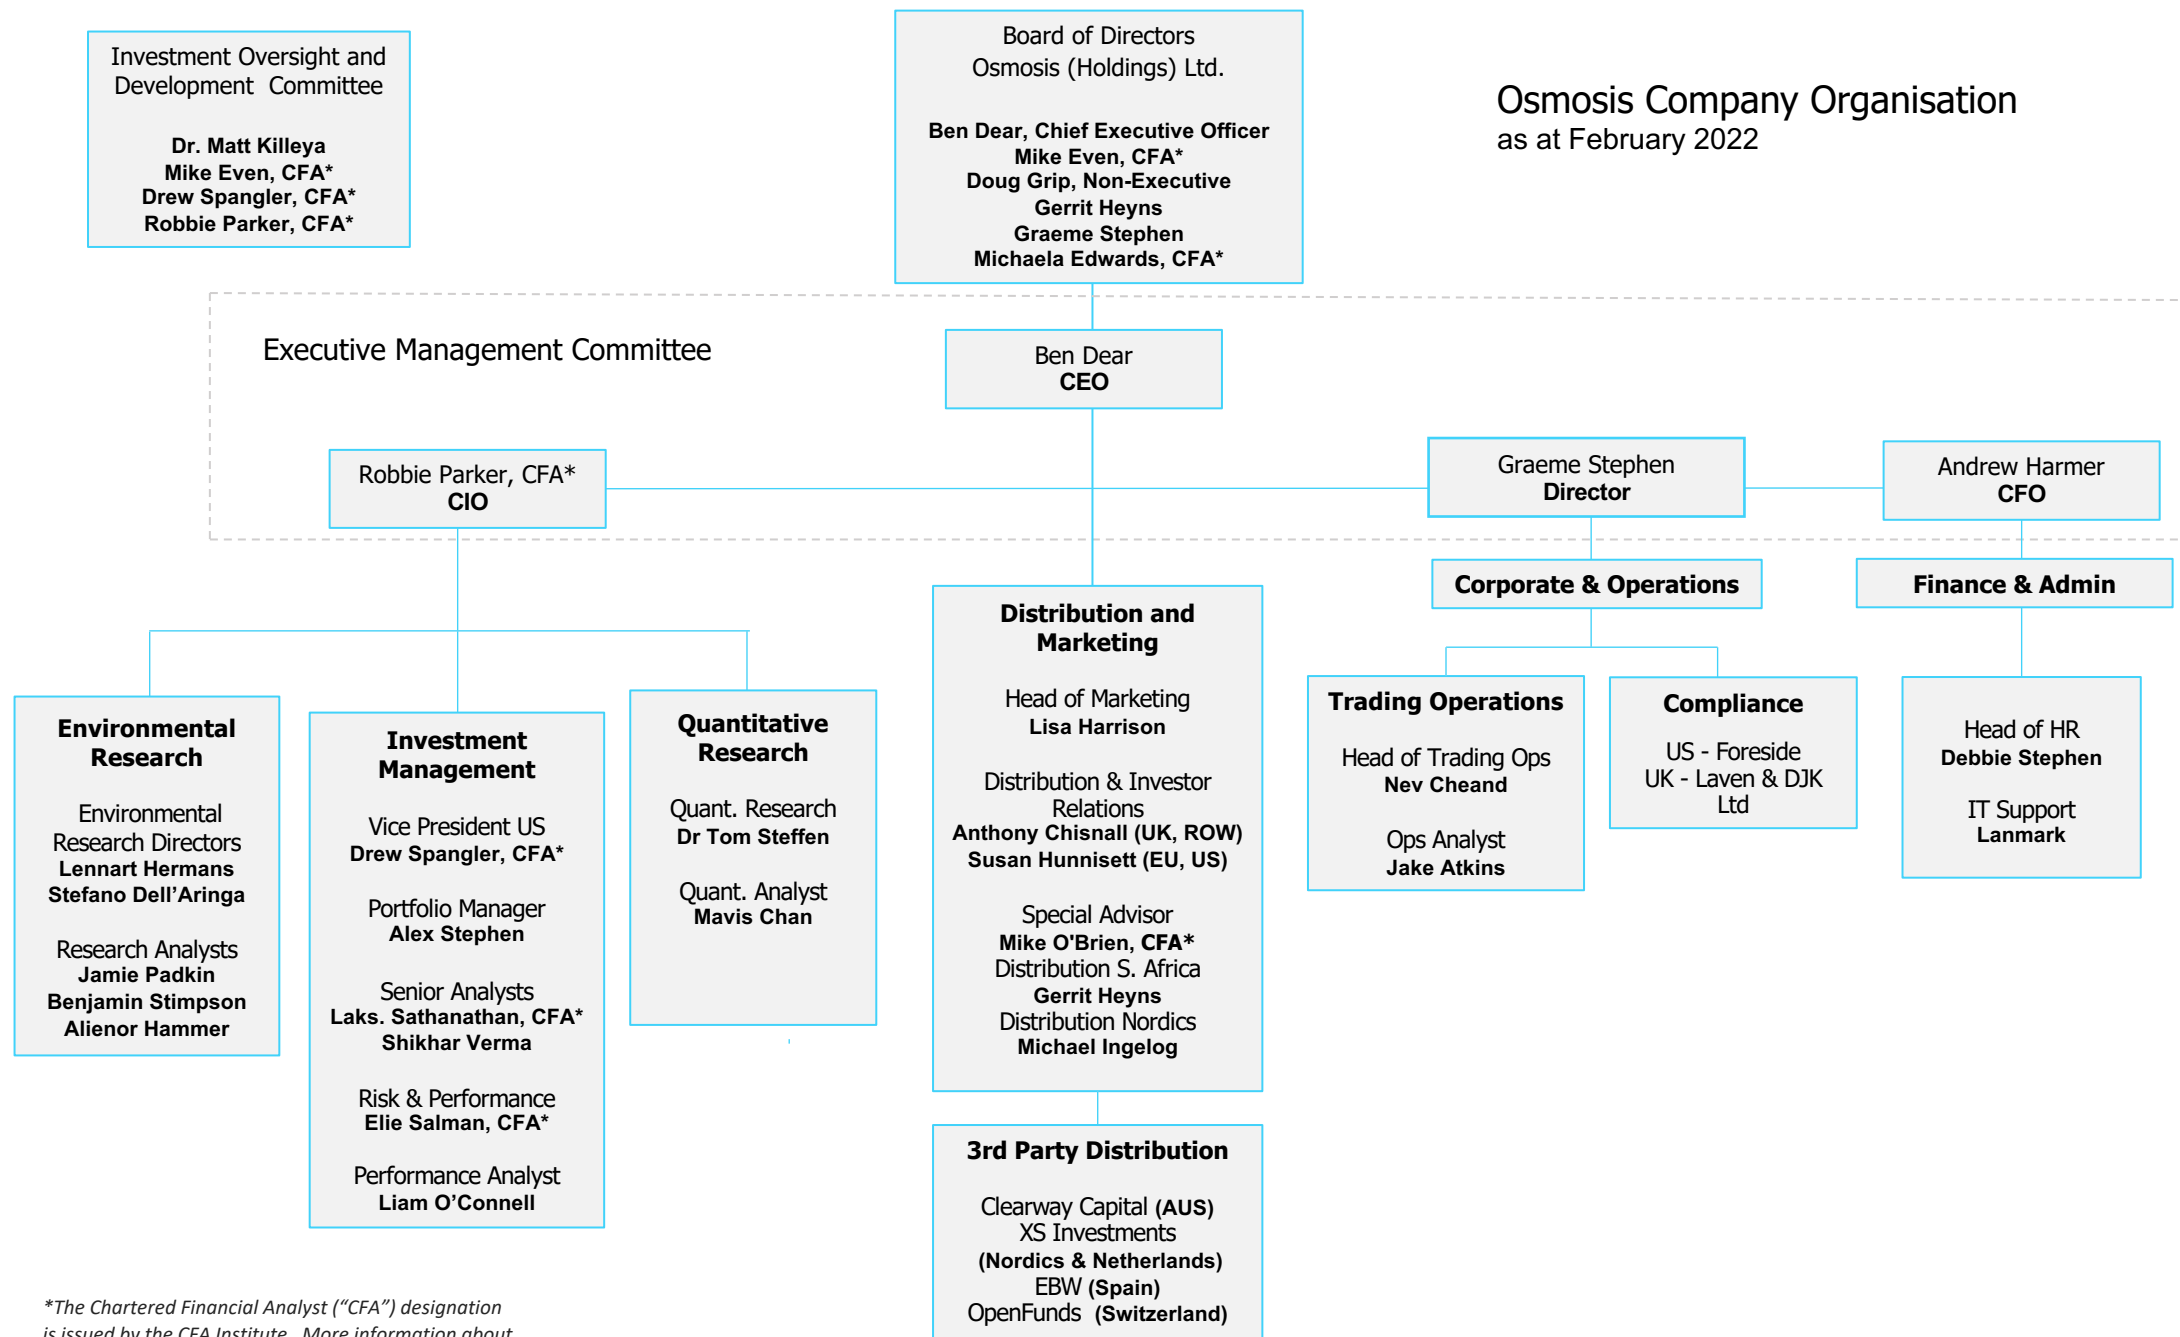 Investment Oversight and
Development Committee
Dr. Matt Killeya
Mike Even, CFA*
Drew Spangler, CFA*
Robbie Parker, CFA*
Board of Directors
Osmosis (Holdings) Ltd.
Ben Dear, Chief Executive Officer
Mike Even, CFA*
Doug Grip, Non-Executive
Gerrit Heyns
Graeme Stephen
Michaela Edwards, CFA*
Osmosis Company Organisation
as at February 2022
Executive Management Committee
Ben Dear
CEO
Robbie Parker, CFA*
CIO
Graeme Stephen
Director
Andrew Harmer
CFO
Corporate & Operations
Finance & Admin
Environmental
Research
Environmental
Research Directors
Lennart Hermans
Stefano Dell’Aringa
Research Analysts
Jamie Padkin
Benjamin Stimpson
Alienor Hammer
Investment
Management
Vice President US
Drew Spangler, CFA*
Portfolio Manager
Alex Stephen
Senior Analysts
Laks. Sathanathan, CFA*
Shikhar Verma
Risk & Performance
Elie Salman, CFA*
Performance Analyst
Liam O’Connell
Quantitative
Research
Quant. Research
Dr Tom Steffen
Quant. Analyst
Mavis Chan
Distribution and
Marketing
Head of Marketing
Lisa Harrison
Distribution & Investor
Relations
Anthony Chisnall (UK, ROW)
Susan Hunnisett (EU, US)
Special Advisor
Mike O'Brien, CFA*
Distribution S. Africa
Gerrit Heyns
Distribution Nordics
Michael Ingelog
3rd Party Distribution
Clearway Capital (AUS)
XS Investments
(Nordics & Netherlands)
EBW (Spain)
OpenFunds (Switzerland)
Trading Operations
Head of Trading Ops
Nev Cheand
Ops Analyst
Jake Atkins
Compliance
US - Foreside
UK - Laven & DJK
Ltd
Head of HR
Debbie Stephen
IT Support
Lanmark
*The Chartered Financial Analyst (“CFA”) designation
is issued by the CFA Institute. More information about